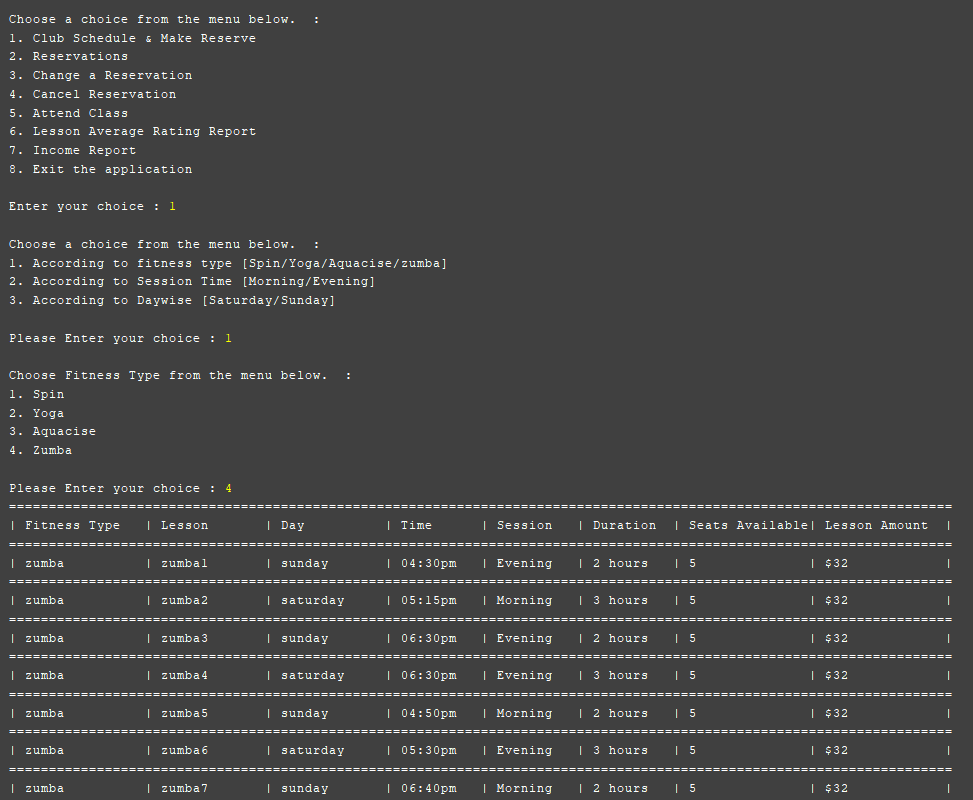 Choose a choice from the menu below.  :
1. Club Schedule & Make Reserve
2. Reservations
3. Change a Reservation
4. Cancel Reservation
5. Attend Class
6. Lesson Average Rating Report
7. Income Report
8. Exit the application
Enter your choice : 1
Choose a choice from the menu below.  :
1. According to fitness type [Spin/Yoga/Aquacise/zumba]
2. According to Session Time [Morning/Evening]
3. According to Daywise [Saturday/Sunday]
Please Enter your choice : 1
Choose Fitness Type from the menu below.  :
1. Spin
2. Yoga
3. Aquacise
4. Zumba
Please Enter your choice : 4
| Fitness Type | Lesson | Day | Time | Session | Duration | Seats Available| Lesson Amount |
| zumba | zumba1 | sunday | 04:30pm | Evening | 2 hours | 5 | $32 |
| zumba | zumba2 | saturday | 05:15pm | Morning | 3 hours | 5 | $32 |
| zumba | zumba3 | sunday | 06:30pm | Evening | 2 hours | 5 | $32 |
| zumba | zumba4 | saturday | 06:30pm | Evening | 3 hours | 5 | $32 |
| zumba | zumba5 | sunday | 04:50pm | Morning | 2 hours | 5 | $32 |
| zumba | zumba6 | saturday | 05:30pm | Evening | 3 hours | 5 | $32 |
| zumba | zumba7 | sunday | 06:40pm | Morning | 2 hours | 5 | $32 |